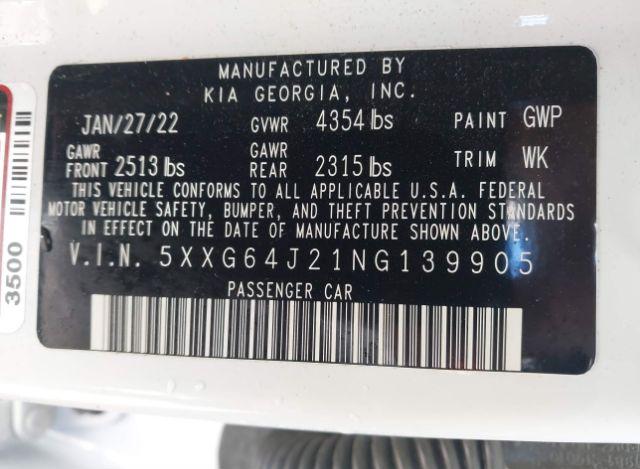 MANUFACTURED BY
KIA GEORGIA, INC.
JAN/27/22 GVWR 4354 lbs PAINT GWP
GAWR FRONT 2513 lbs GAWR REAR 2315 lbs TRIM WK
THIS VEHICLE CONFORMS TO ALL APPLICABLE U.S.A. FEDERAL
MOTOR VEHICLE SAFETY, BUMPER, AND THEFT PREVENTION STANDARDS
IN EFFECT ON THE DATE OF MANUFACTURE SHOWN ABOVE.
V.I.N. 5XXG64J21NG139905
PASSENGER CAR
3500